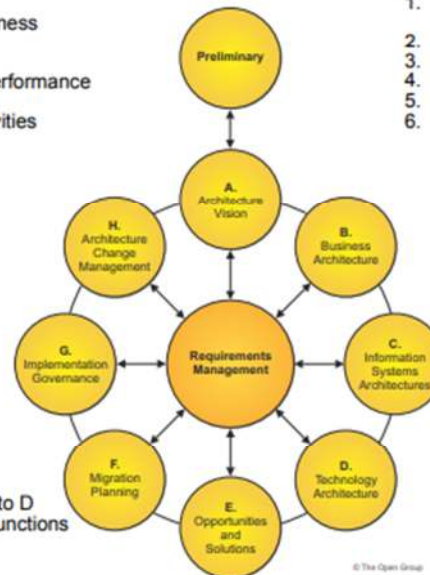 ness
erformance
ities
1.
2.
3.
4.
5.
6.
Preliminary
A.
Architecture
Vision
H.
Architecture
Change
Management
B.
Business
Architecture
G.
Implementation
Governance
Requirements
Management
C.
Information
Systems
Architectures
F.
Migration
Planning
D.
Technology
Architecture
E.
Opportunities
and
Solutions
to D
unctions
© The Open Group